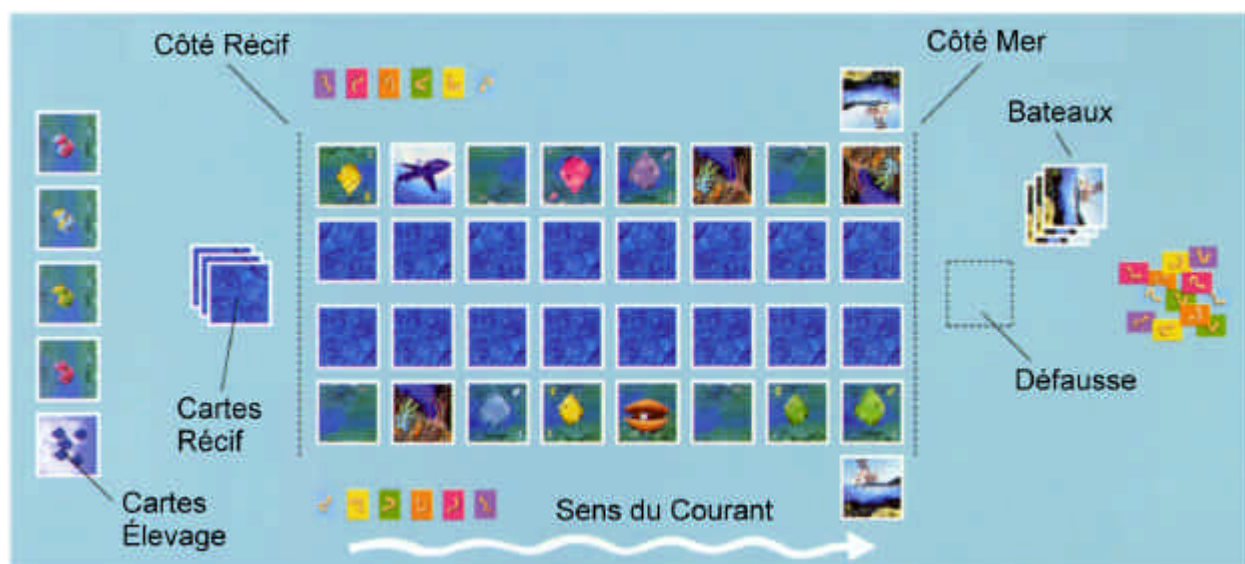 Côté Récif
Côté Mer
Bateaux
Cartes
Récif
Défausse
Cartes
Élevage
Sens du Courant